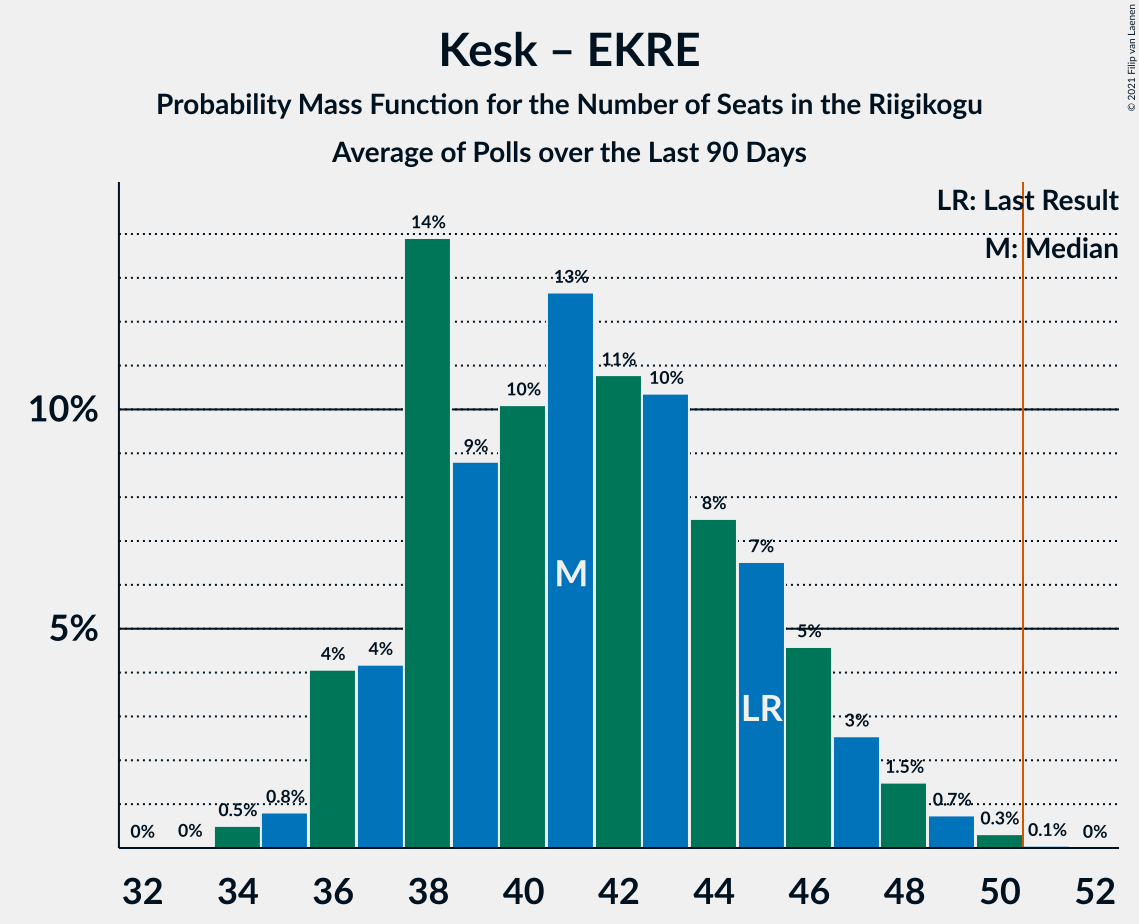 Kesk – EKRE
Probability Mass Function for the Number of Seats in the Riigikogu
Average of Polls over the Last 90 Days
© 2021 Filip van Laenen
LR: Last Result
M: Median
10%
5%
0%
0%
0.5%
0.8%
4%
4%
14%
9%
10%
13%
11%
10%
8%
7%
5%
3%
1.5%
0.7%
0.3%
0.1%
0%
M
LR
32 34 36 38 40 42 44 46 48 50 52